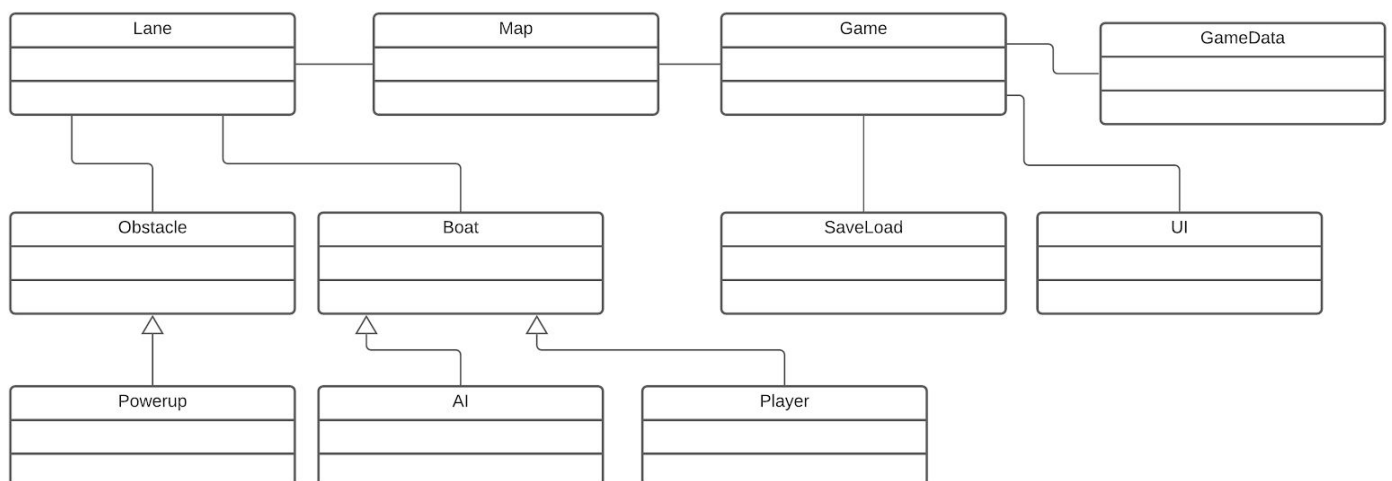 Lane
Map
Game
GameData
Obstacle
Boat
SaveLoad
UI
Powerup
AI
Player